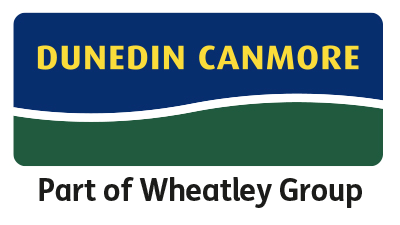 DUNEDIN CANMORE
Part of Wheatley Group